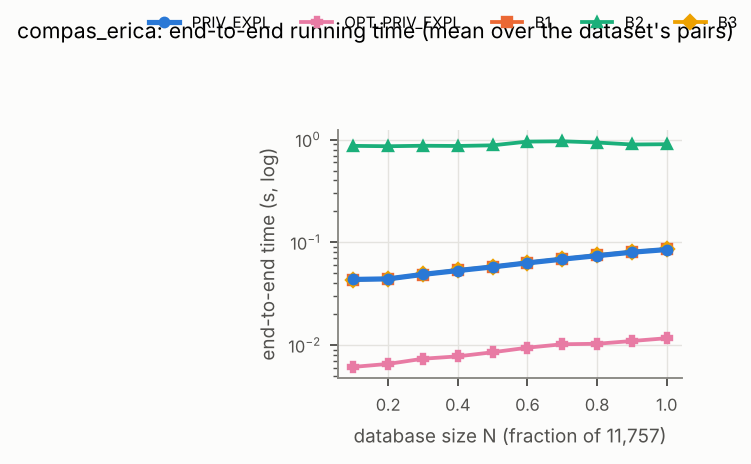 PRIV_EXPL OPT_PRIV_EXPL B1 B2 B3
compas_erica: end-to-end running time (mean over the dataset's pairs)
end-to-end time (s, log)
10⁰
10⁻¹
10⁻²
0.2 0.4 0.6 0.8 1.0
database size N (fraction of 11,757)